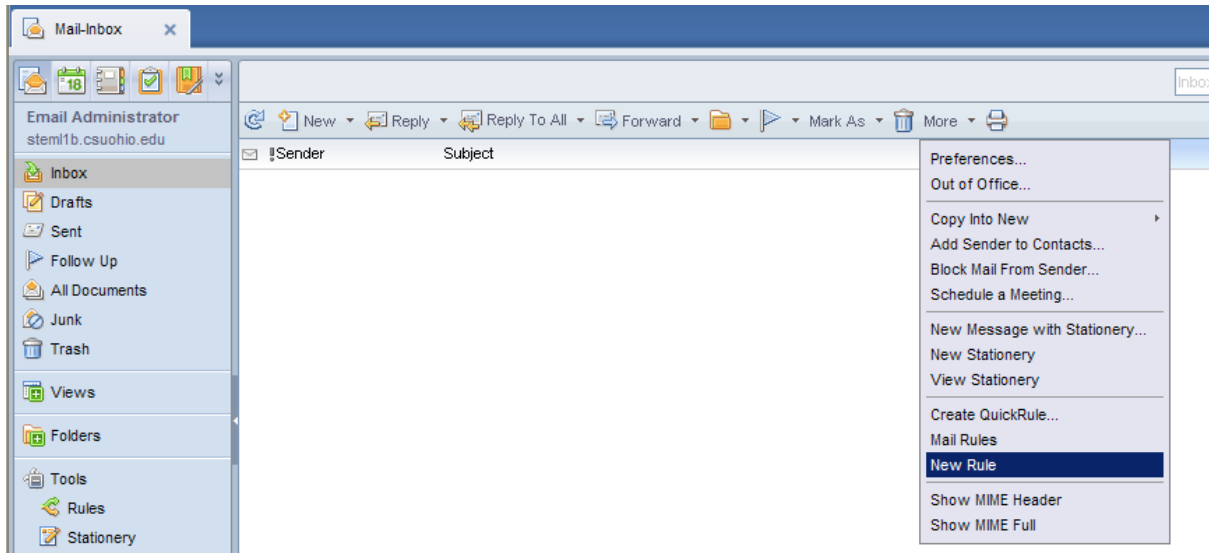 Mail-Inbox
18
Inbox
Email Administrator
steml1b.csuohio.edu
New Reply Reply To All Forward Mark As More
! Sender Subject
Inbox
Drafts
Sent
Follow Up
All Documents
Junk
Trash
Views
Folders
Tools
Rules
Stationery
Preferences...
Out of Office...
Copy Into New
Add Sender to Contacts...
Block Mail From Sender...
Schedule a Meeting...
New Message with Stationery...
New Stationery
View Stationery
Create QuickRule...
Mail Rules
New Rule
Show MIME Header
Show MIME Full